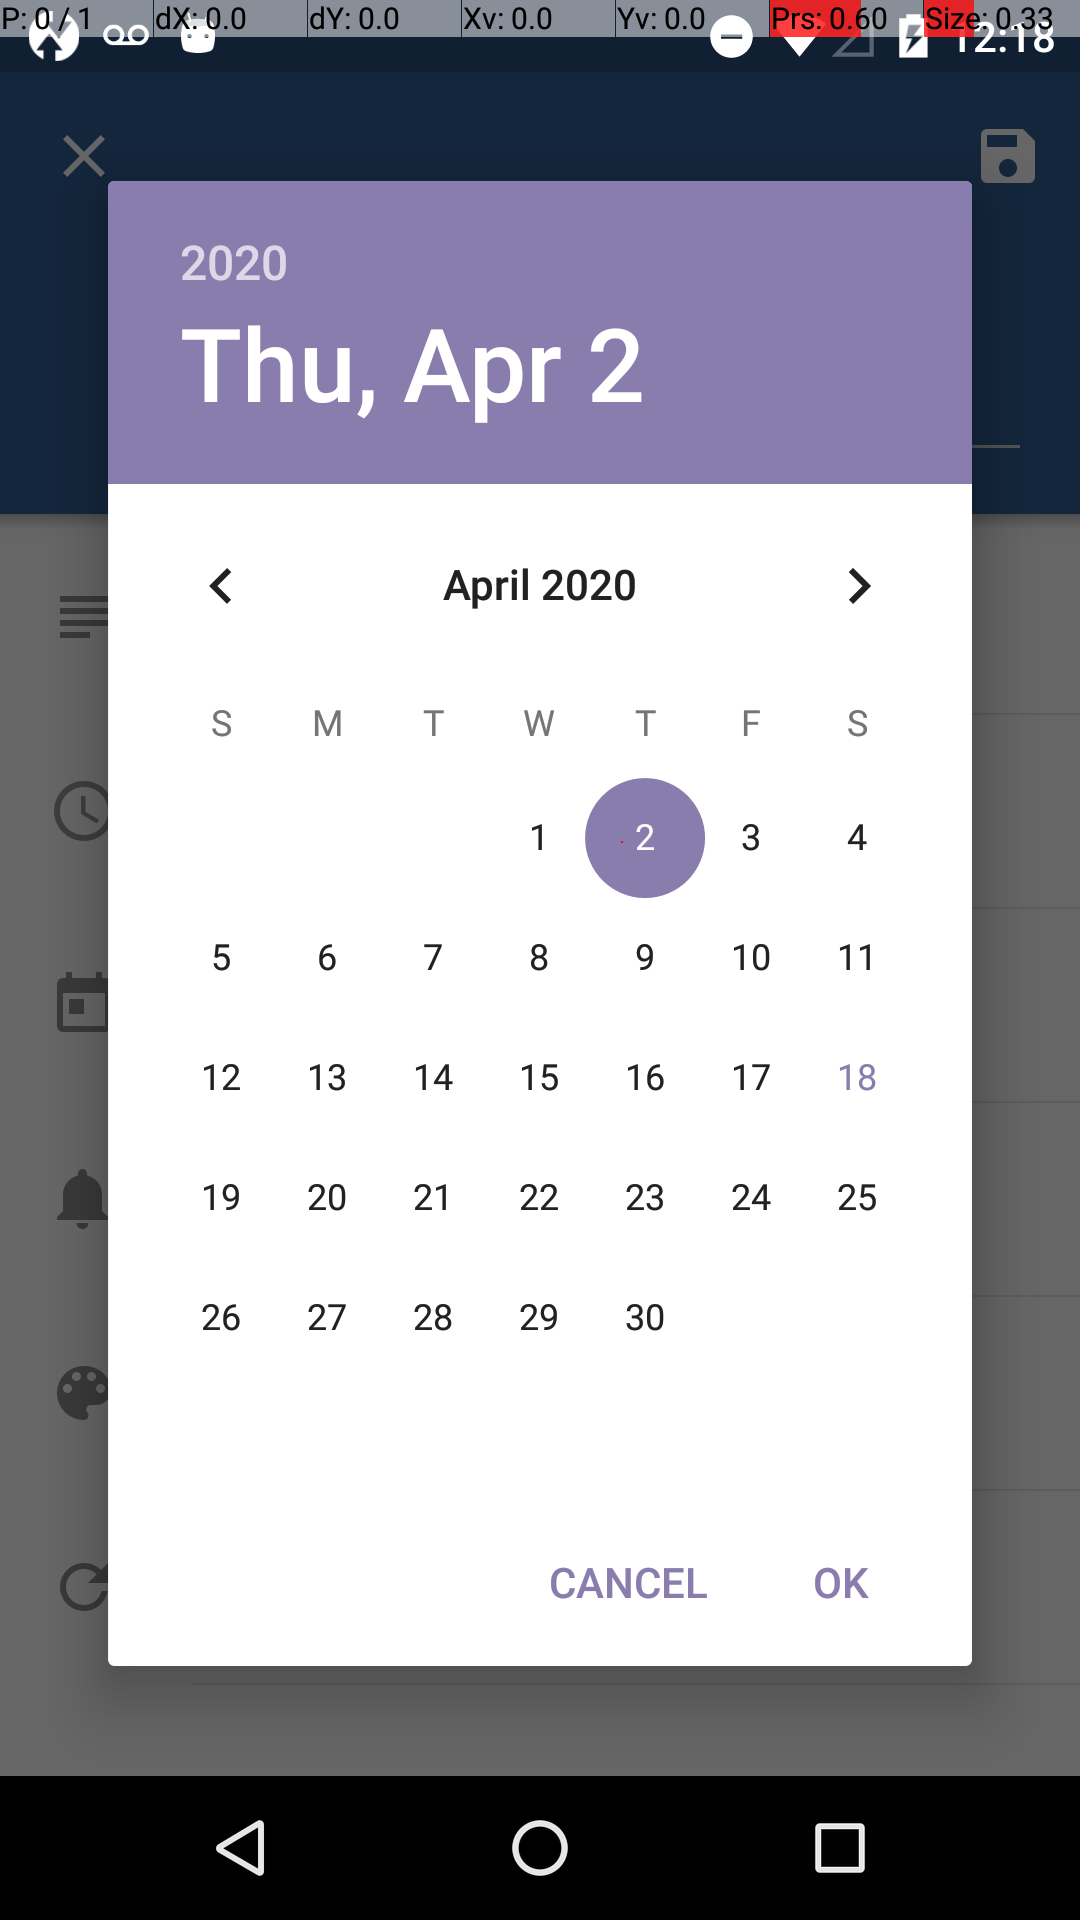 P: 0 / 1 dX: 0.0 dY: 0.0 Xv: 0.0 Yv: 0.0 Prs: 0.60 Size: 0.33
12:18
2020
Thu, Apr 2
April 2020
S M T W T F S
1 2 3 4
5 6 7 8 9 10 11
12 13 14 15 16 17 18
19 20 21 22 23 24 25
26 27 28 29 30
CANCEL OK